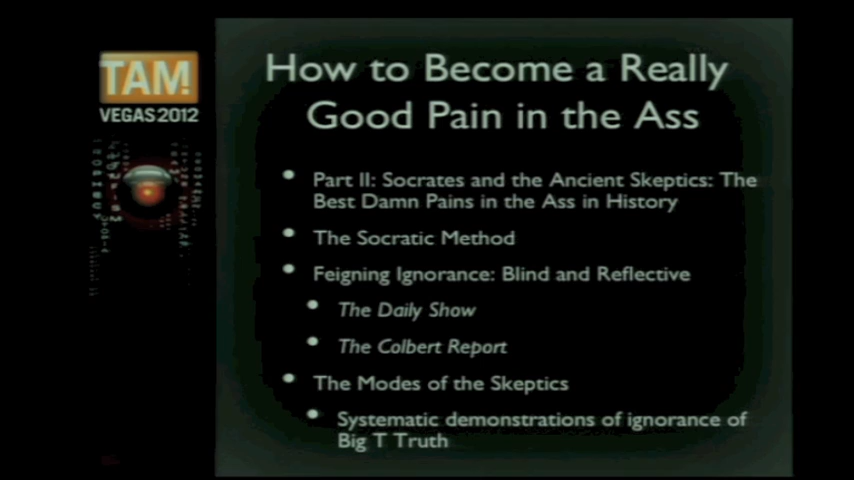 TAM!
VEGAS 2012
How to Become a Really
Good Pain in the Ass
• Part II: Socrates and the Ancient Skeptics: The
Best Damn Pains in the Ass in History
• The Socratic Method
• Feigning Ignorance: Blind and Reflective
• The Daily Show
• The Colbert Report
• The Modes of the Skeptics
• Systematic demonstrations of ignorance of
Big T Truth